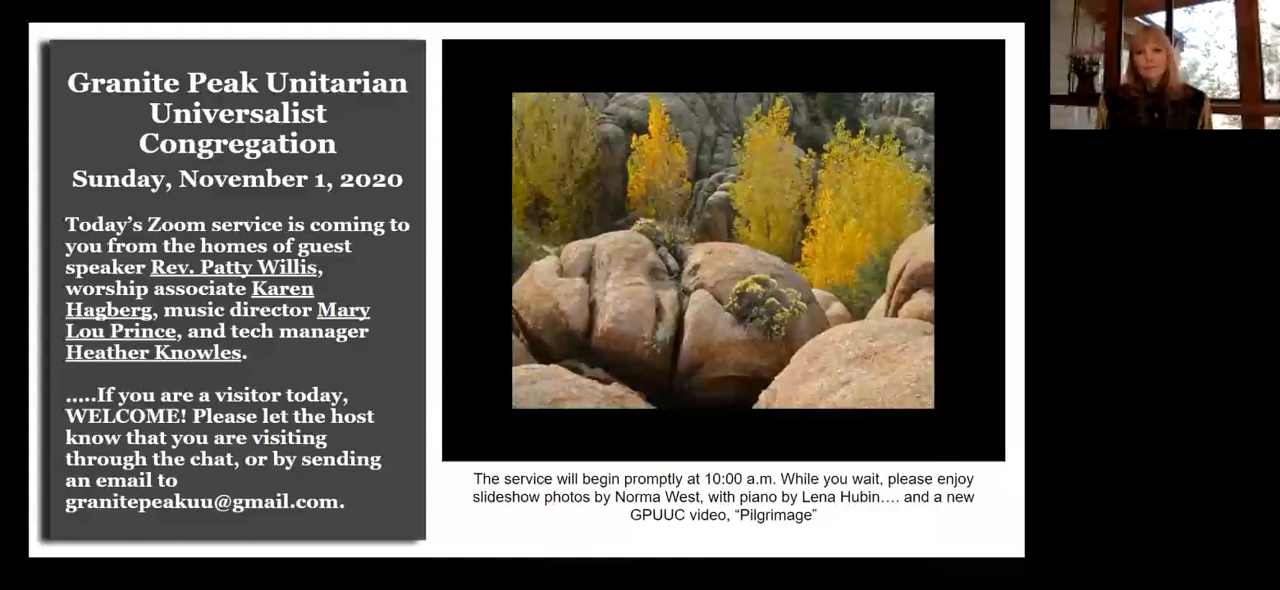 Granite Peak Unitarian
Universalist
Congregation
Sunday, November 1, 2020
Today’s Zoom service is coming to
you from the homes of guest
speaker Rev. Patty Willis,
worship associate Karen
Hagberg, music director Mary
Lou Prince, and tech manager
Heather Knowles.
…..If you are a visitor today,
WELCOME! Please let the host
know that you are visiting
through the chat, or by sending
an email to
granitepeakuu@gmail.com.
The service will begin promptly at 10:00 a.m. While you wait, please enjoy
slideshow photos by Norma West, with piano by Lena Hubin…. and a new
GPUUC video, “Pilgrimage”